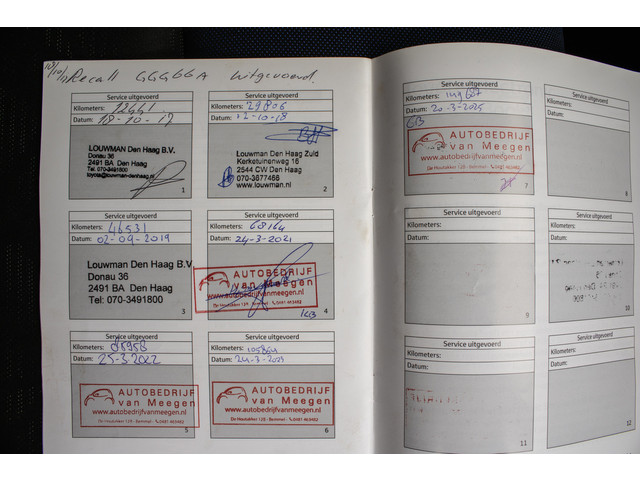 Recall GGGGGA uitgevoerd.
Service uitgevoerd
Kilometers: 13441
Datum: 18-10-17
LOUWMAN Den Haag B.V.
Donau 36
2491 BA Den Haag
Tel. 070-3491800
1
Service uitgevoerd
Kilometers: 29806
Datum: 12-10-18
Louwman Den Haag Zuid
Kerketuinenweg 16
2544 CW Den Haag
070-3677466
www.louwman.nl
2
Service uitgevoerd
Kilometers: 46531
Datum: 02-09-2019
Louwman Den Haag B.V.
Donau 36
2491 BA Den Haag
Tel: 070-3491800
3
Service uitgevoerd
Kilometers: 68164
Datum: 24-3-2021
AUTOBEDRIJF
van Meegen
www.autobedrijfvanmeegen.nl
4
Service uitgevoerd
Kilometers: 85958
Datum: 25-3-2022
AUTOBEDRIJF
van Meegen
www.autobedrijfvanmeegen.nl
5
Service uitgevoerd
Kilometers: 105864
Datum: 24-3-2023
AUTOBEDRIJF
van Meegen
www.autobedrijfvanmeegen.nl
6
Service uitgevoerd
Kilometers:
Datum: 20-3-2025
AUTOBEDRIJF
van Meegen
www.autobedrijfvanmeegen.nl
7
Service uitgevoerd
Kilometers:
Datum:
8
Service uitgevoerd
Kilometers:
Datum:
9
Service uitgevoerd
Kilometers:
Datum:
10
Service uitgevoerd
Kilometers:
Datum:
11
Service uitgevoerd
Kilometers:
Datum:
12